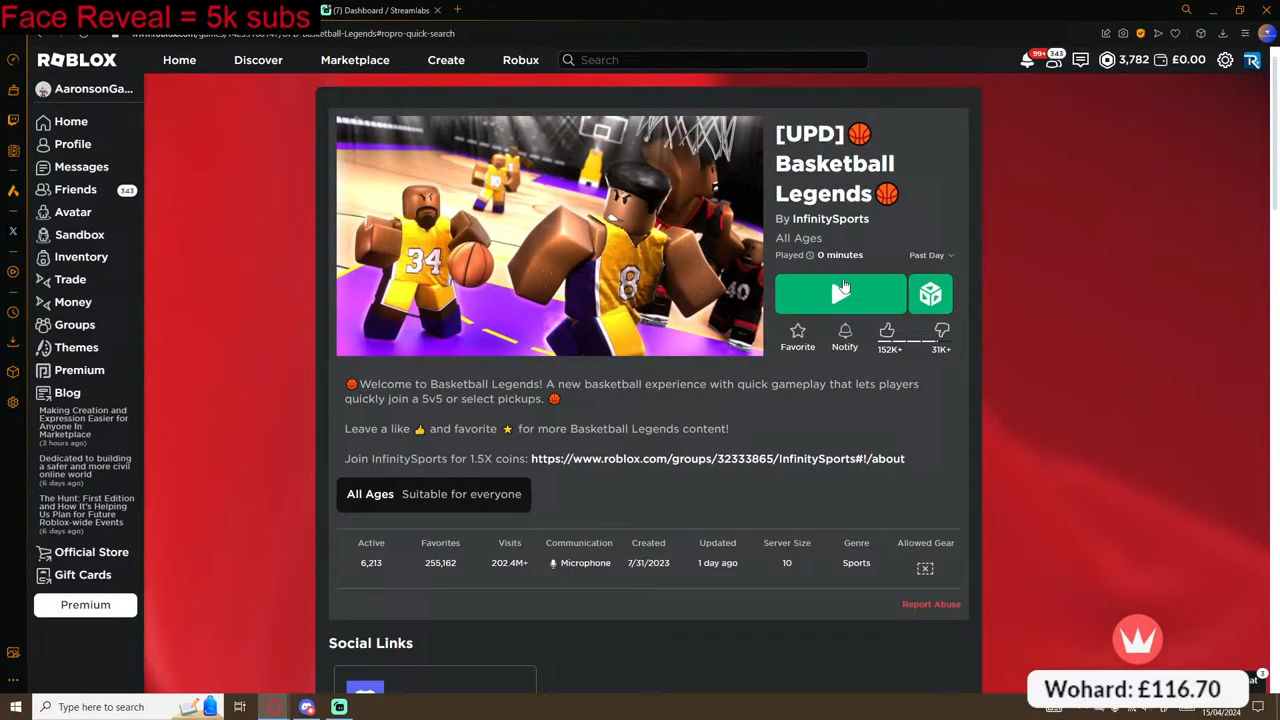 Face Reveal = 5k subs
(7) Dashboard / Streamlabs
ROBLOX
Home
Discover
Marketplace
Create
Robux
Search
99+
343
3,782
£0.00
AaronsonGa...
Home
Profile
Messages
Friends
343
Avatar
Sandbox
Inventory
Trade
Money
Groups
Themes
Premium
Blog
Making Creation and
Expression Easier for
Anyone In
Marketplace
(3 hours ago)
Dedicated to building
a safer and more civil
online world
(6 days ago)
The Hunt: First Edition
and How It's Helping
Us Plan for Future
Roblox-wide Events
(6 days ago)
Official Store
Gift Cards
Premium
34
8
40
[UPD]🏀
Basketball
Legends🏀
By InfinitySports
All Ages
Played 0 minutes
Past Day
Favorite
Notify
152K+
31K+
🏀Welcome to Basketball Legends! A new basketball experience with quick gameplay that lets players
quickly join a 5v5 or select pickups. 🏀
Leave a like 👍 and favorite ⭐ for more Basketball Legends content!
Join InfinitySports for 1.5X coins: https://www.roblox.com/groups/32333865/InfinitySports#!/about
All Ages Suitable for everyone
Active Favorites Visits Communication Created Updated Server Size Genre Allowed Gear
6,213 255,162 202.4M+ Microphone 7/31/2023 1 day ago 10 Sports
Report Abuse
Social Links
3
Wohard: £116.70
Type here to search
15/04/2024